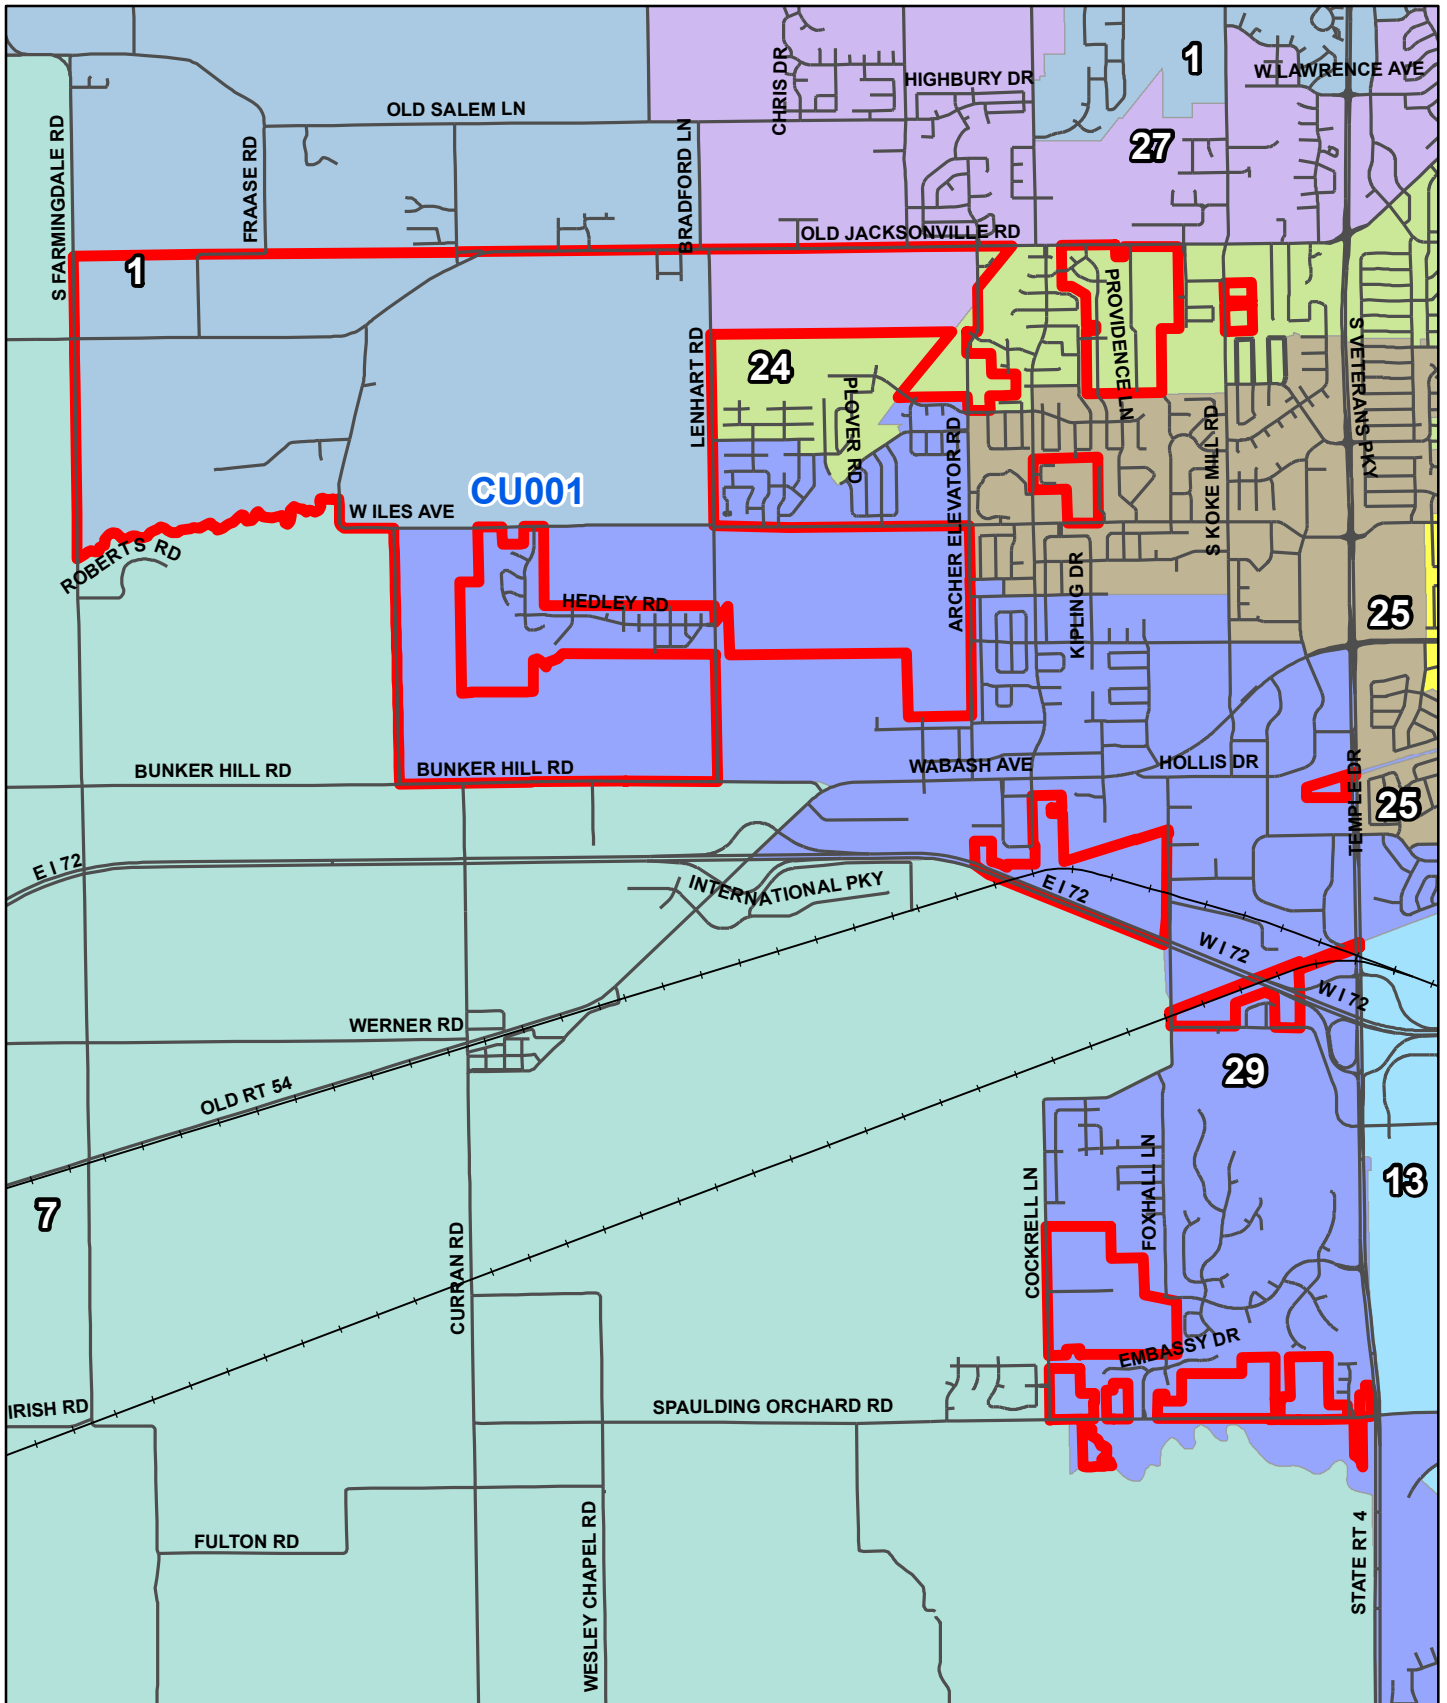 1
W LAWRENCE AVE
HIGHBURY DR
CHRIS DR
OLD SALEM LN
S FARMINGDALE RD
FRAASE RD
BRADFORD LN
27
OLD JACKSONVILLE RD
1
PROVIDENCE LN
LENHART RD
24
PLOVER RD
S VETERANS PKY
ARCHER ELEVATOR RD
S KOKE MILL RD
CU001
W ILES AVE
ROBERTS RD
HEDLEY RD
KIPLING DR
25
BUNKER HILL RD
BUNKER HILL RD
WABASH AVE
HOLLIS DR
TEMPLE DR
25
E I 72
INTERNATIONAL PKY
E I 72
W I 72
W I 72
WERNER RD
OLD RT 54
29
7
13
CURRAN RD
COCKRELL LN
FOXHALL LN
EMBASSY DR
IRISH RD
SPAULDING ORCHARD RD
FULTON RD
WESLEY CHAPEL RD
STATE RT 4